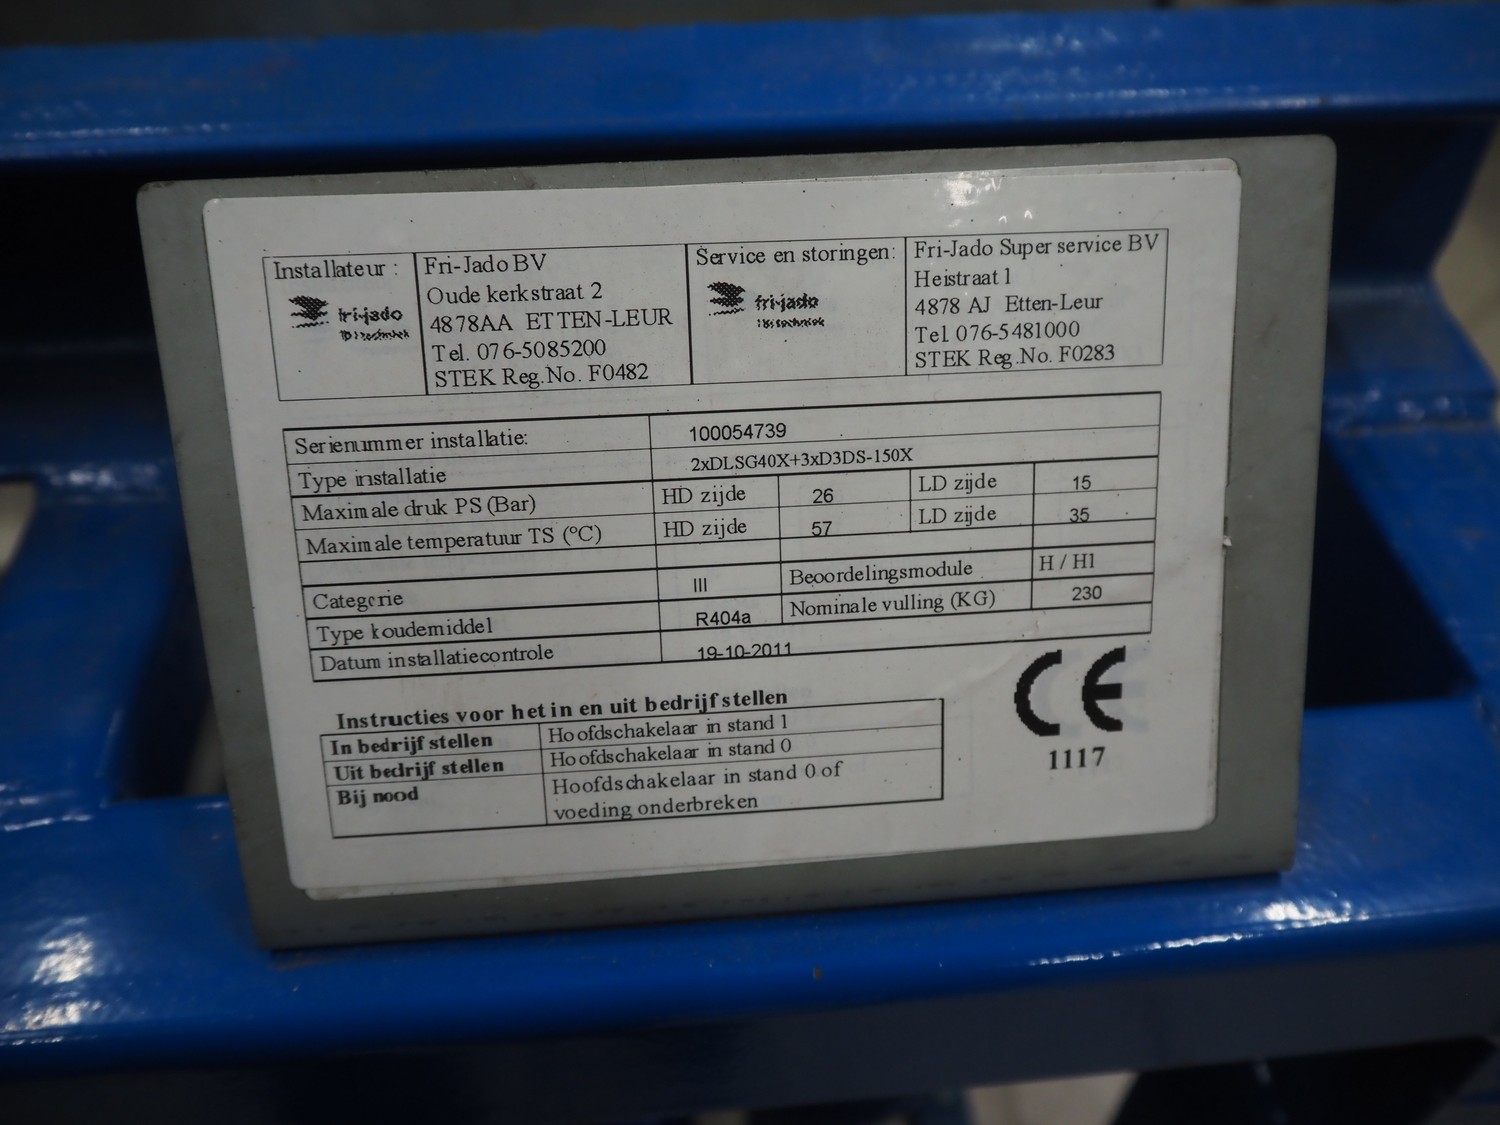 Installateur :
fri-jado
Fri-Jado BV
Oude kerkstraat 2
4878AA ETTEN-LEUR
Tel. 076-5085200
STEK Reg.No. F0482
Service en storingen:
fri-jado
Fri-Jado Super service BV
Heistraat 1
4878 AJ Etten-Leur
Tel 076-5481000
STEK Reg.No. F0283
Serienummer installatie: 100054739
Type installatie 2xDLSG40X+3xD3DS-150X
Maximale druk PS (Bar) HD zijde 26 LD zijde 15
Maximale temperatuur TS (°C) HD zijde 57 LD zijde 35
Categorie III Beoordelingsmodule H / H1
Type koudemiddel R404a Nominale vulling (KG) 230
Datum installatiecontrole 19-10-2011
Instructies voor het in en uit bedrijf stellen
In bedrijf stellen Hoofdschakelaar in stand 1
Uit bedrijf stellen Hoofdschakelaar in stand 0
Bij nood Hoofdschakelaar in stand 0 of
voeding onderbreken
CE
1117